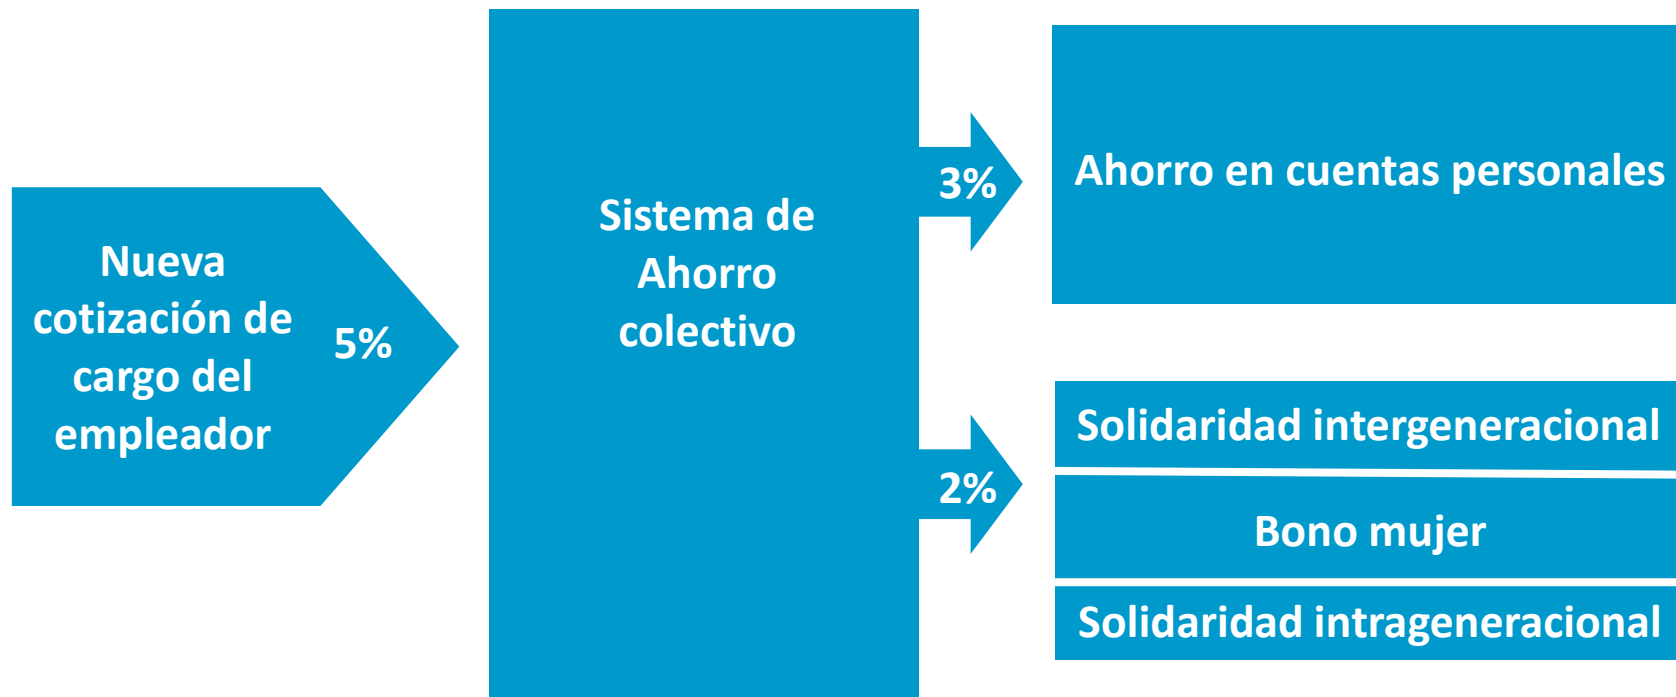 Nueva
cotización de
cargo del
empleador
5%
Sistema de
Ahorro
colectivo
3%
Ahorro en cuentas personales
2%
Solidaridad intergeneracional
Bono mujer
Solidaridad intrageneracional